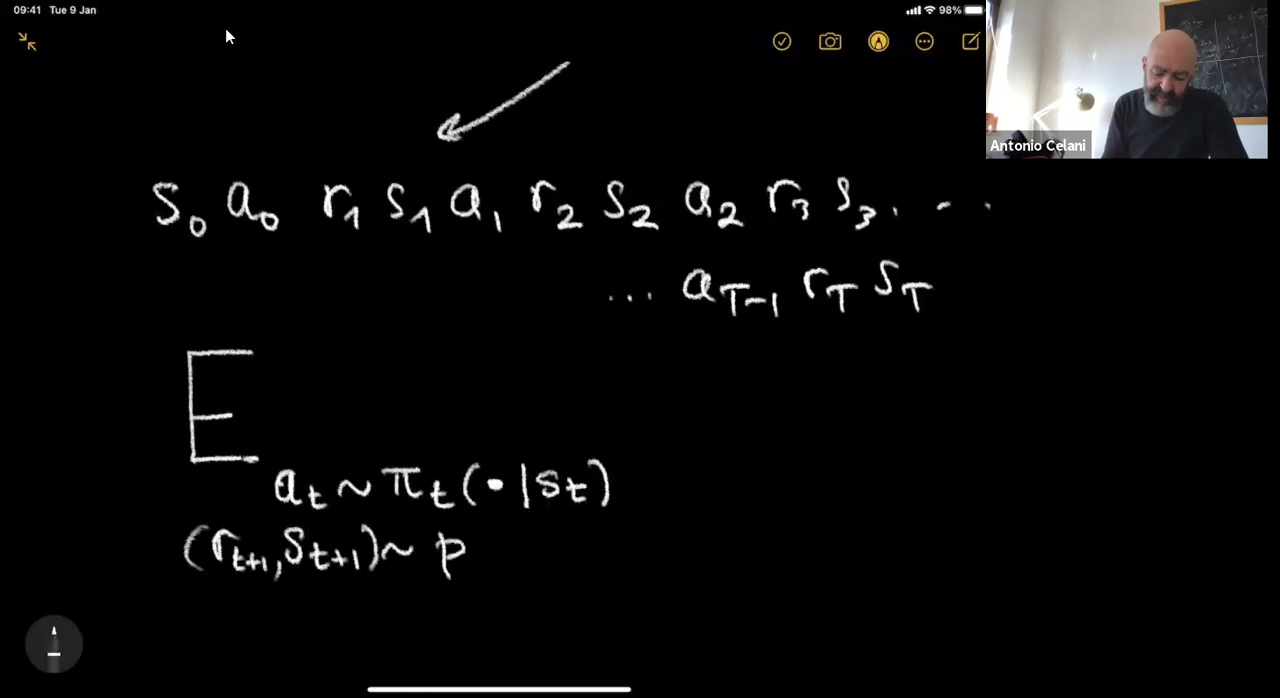 09:41 Tue 9 Jan 98%
Antonio Celani
s₀ a₀ r₁ s₁ a₁ r₂ s₂ a₂ r₃ s₃ . . .
... a_{T-1} r_T s_T
E
a_t ~ π_t(•|s_t)
(r_{t+1}, s_{t+1}) ~ p